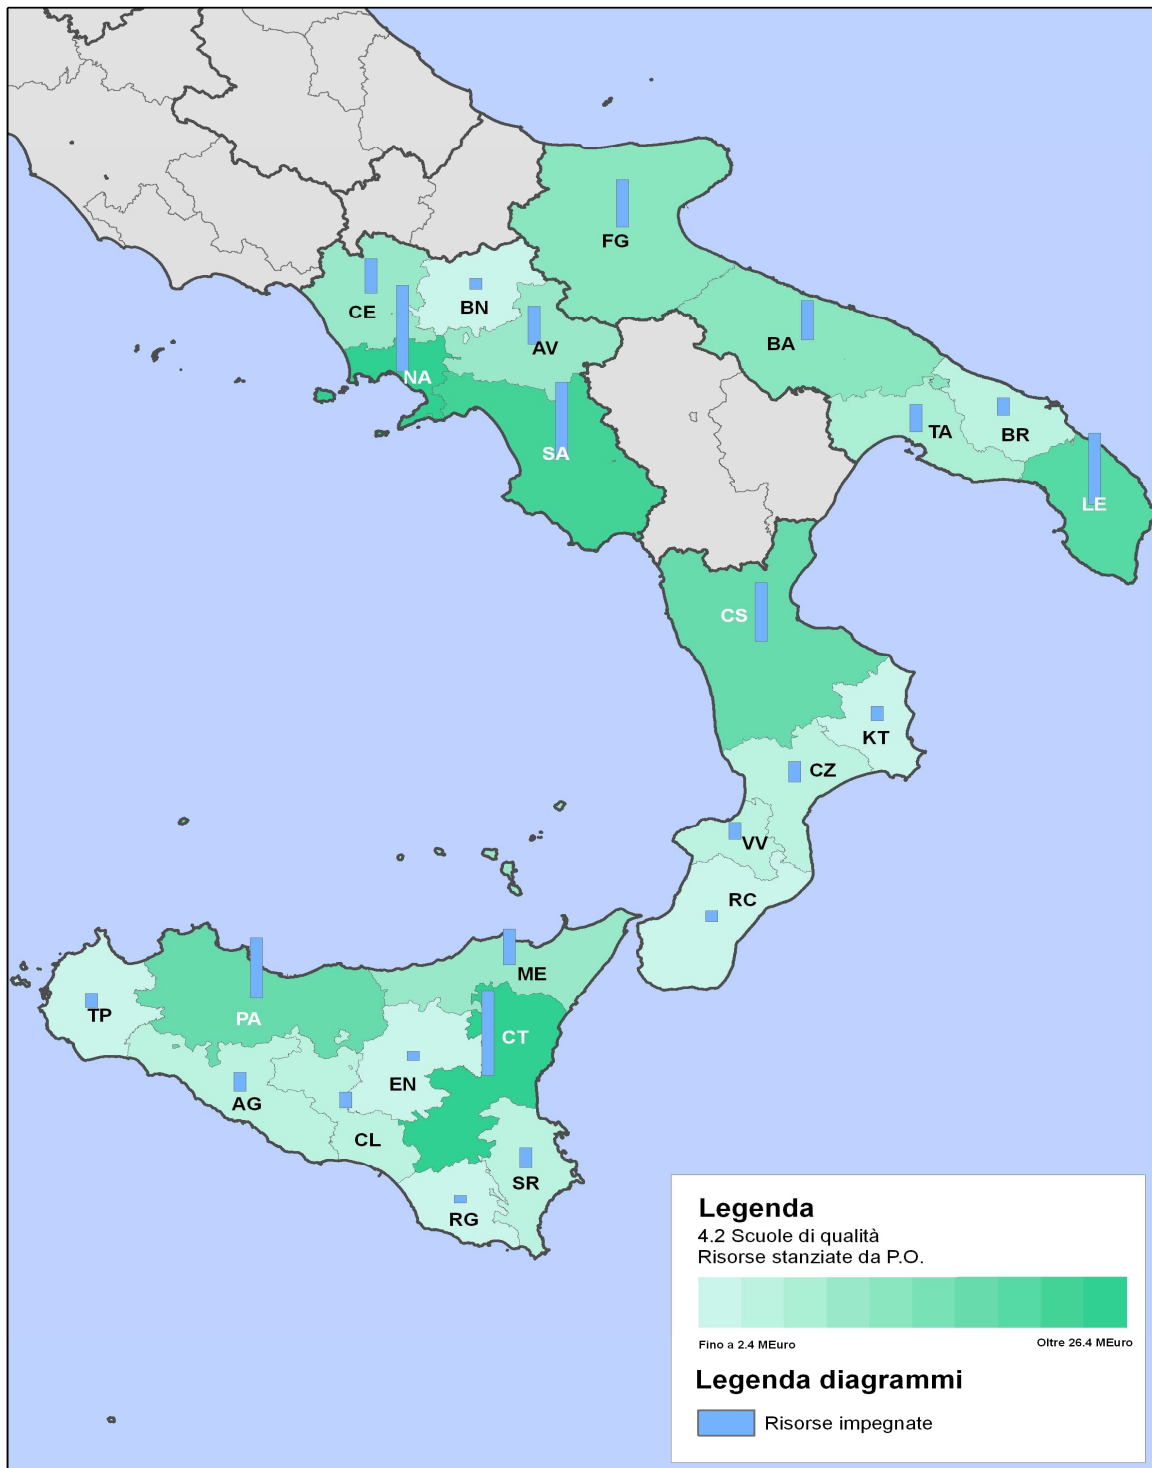 FG
CE
BN
AV
BA
NA
TA
BR
SA
LE
CS
KT
CZ
VV
RC
ME
TP
PA
CT
EN
AG
CL
SR
RG
Legenda
4.2 Scuole di qualità
Risorse stanziate da P.O.
Fino a 2.4 MEuro
Oltre 26.4 MEuro
Legenda diagrammi
Risorse impegnate